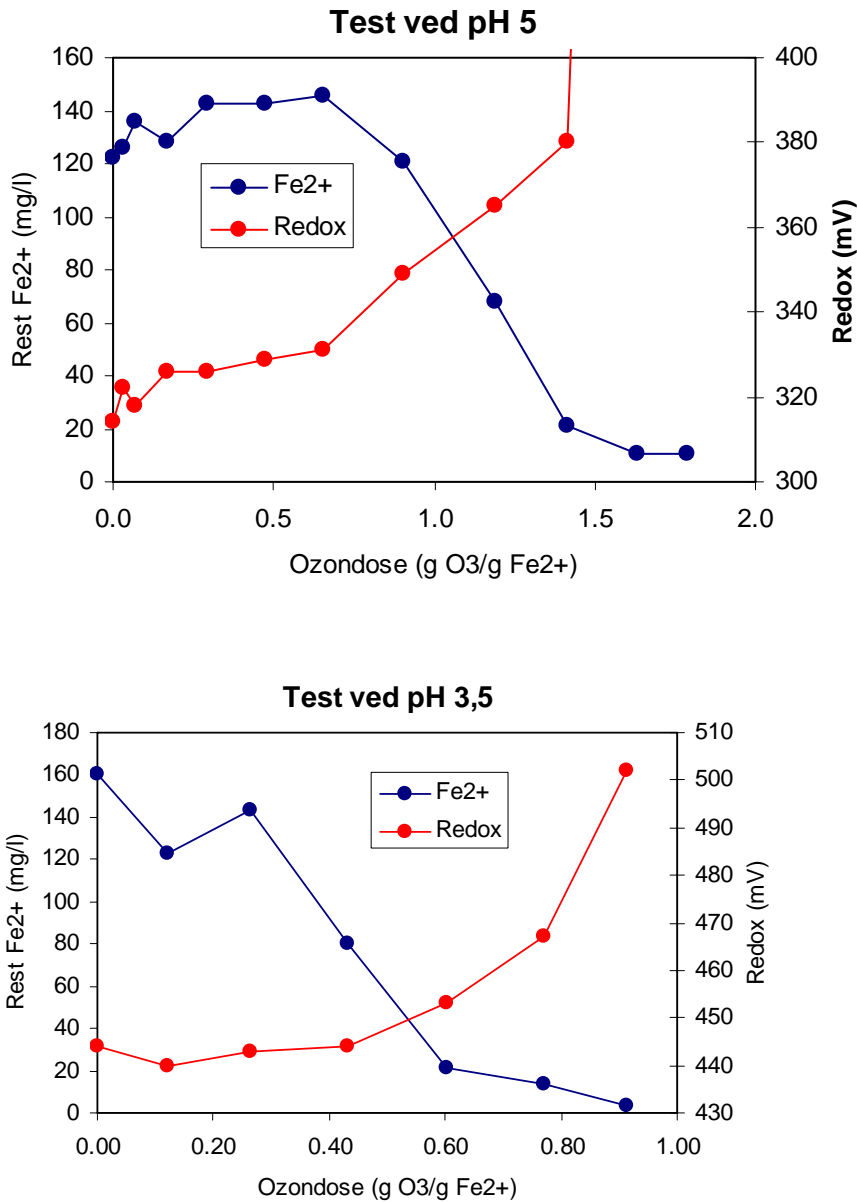 Test ved pH 5
160
140
120
100
80
60
40
20
0
Rest Fe2+ (mg/l)
400
380
360
340
320
300
Redox (mV)
Fe2+
Redox
0.0 0.5 1.0 1.5 2.0
Ozondose (g O3/g Fe2+)
Test ved pH 3,5
180
160
140
120
100
80
60
40
20
0
Rest Fe2+ (mg/l)
510
500
490
480
470
460
450
440
430
Redox (mV)
Fe2+
Redox
0.00 0.20 0.40 0.60 0.80 1.00
Ozondose (g O3/g Fe2+)